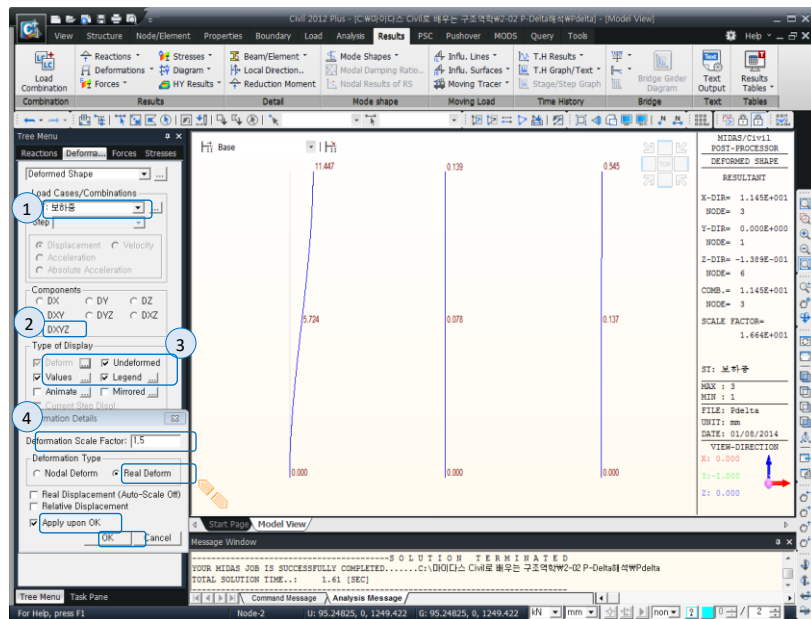 Civil 2012 Plus - [C:₩마이다스 Civil로 배우는 구조역학₩2-02 P-Delta해석₩Pdelta] - [Model View]
View Structure Node/Element Properties Boundary Load Analysis Results PSC Pushover MODS Query Tools Help
Load Combination
Reactions Stresses Beam/Element Mode Shapes Infu. Lines T.H Results
Deformations Diagram Local Direction... Modal Damping Ratio.. Infu. Surfaces T.H Graph/Text
Forces HY Results Reduction Moment Nodal Results of RS Moving Tracer Stage/Step Graph
Bridge Girder Diagram
Text Output
Results Tables
Combination Results Detail Mode shape Moving Load Time History Bridge Text Tables
Tree Menu
Reactions Deforma... Forces Stresses
Deformed Shape ...
Load Cases/Combinations
1
: 보하중 ...
Step
Displacement Velocity
Acceleration
Absolute Acceleration
Components
DX DY DZ
DXY DYZ DXZ
2
DXYZ
3
Type of Display
Deform ... Undeformed
Values ... Legend ...
Animate ... Mirrored ...
Current Step Displ.
4
mation Details
Deformation Scale Factor: 1.5
Deformation Type
Nodal Deform Real Deform
Real Displacement (Auto-Scale Off)
Relative Displacement
Apply upon OK
OK Cancel
Tree Menu Task Pane
Base
11.447 0.139 0.545
TOP
5.724 0.078 0.137
0.000 0.000 0.000
MIDAS/Civil
POST-PROCESSOR
DEFORMED SHAPE
RESULTANT
X-DIR= 1.145E+001
NODE= 3
Y-DIR= 0.000E+000
NODE= 1
Z-DIR= -1.389E-001
NODE= 6
COMB.= 1.145E+001
NODE= 3
SCALE FACTOR=
1.664E+001
ST: 보하중
MAX : 3
MIN : 1
FILE: Pdelta
UNIT: mm
DATE: 01/08/2014
VIEW-DIRECTION
X: 0.000
Y:-1.000
Z: 0.000
Start Page Model View
Message Window
SOLUTION TERMINATED
YOUR MIDAS JOB IS SUCCESSFULLY COMPLETED.......C:\마이다스 Civil로 배우는 구조역학₩2-02 P-Delta해석₩Pdelta
TOTAL SOLUTION TIME..: 1.61 [SEC]
Command Message Analysis Message
For Help, press F1 Node-2 U: 95.24825, 0, 1249.422 G: 95.24825, 0, 1249.422 kN mm non 0 / 2